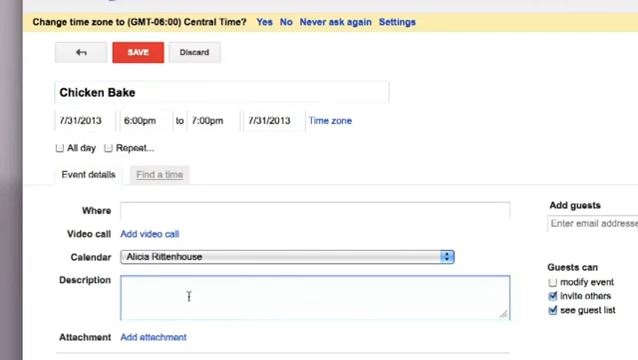 Change time zone to (GMT-06:00) Central Time? Yes No Never ask again Settings
SAVE Discard
Chicken Bake
7/31/2013 6:00pm to 7:00pm 7/31/2013 Time zone
All day Repeat...
Event details Find a time
Where
Add guests
Enter email addresses
Video call Add video call
Calendar Alicia Rittenhouse
Guests can
Description
modify event
invite others
see guest list
Attachment Add attachment